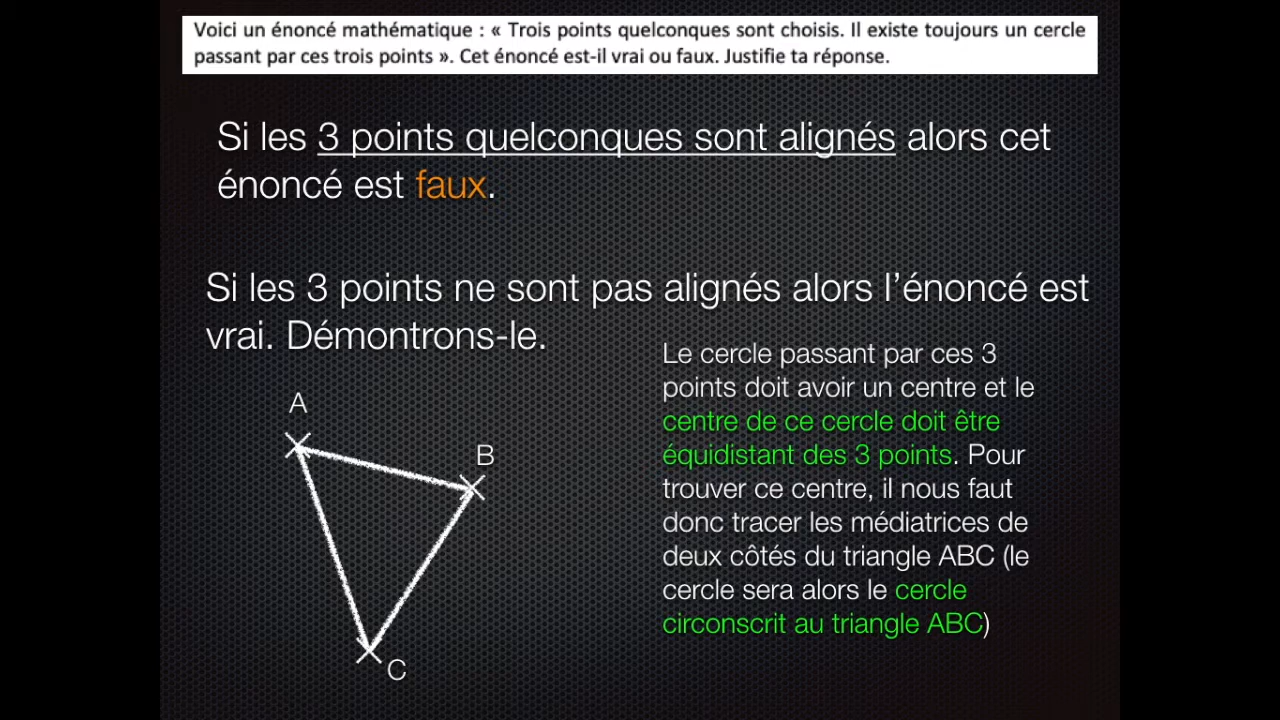 Voici un énoncé mathématique : « Trois points quelconques sont choisis. Il existe toujours un cercle
passant par ces trois points ». Cet énoncé est-il vrai ou faux. Justifie ta réponse.
Si les 3 points quelconques sont alignés alors cet
énoncé est faux.
Si les 3 points ne sont pas alignés alors l’énoncé est
vrai. Démontrons-le.
Le cercle passant par ces 3
points doit avoir un centre et le
centre de ce cercle doit être
équidistant des 3 points. Pour
trouver ce centre, il nous faut
donc tracer les médiatrices de
deux côtés du triangle ABC (le
cercle sera alors le cercle
circonscrit au triangle ABC)
A
B
C